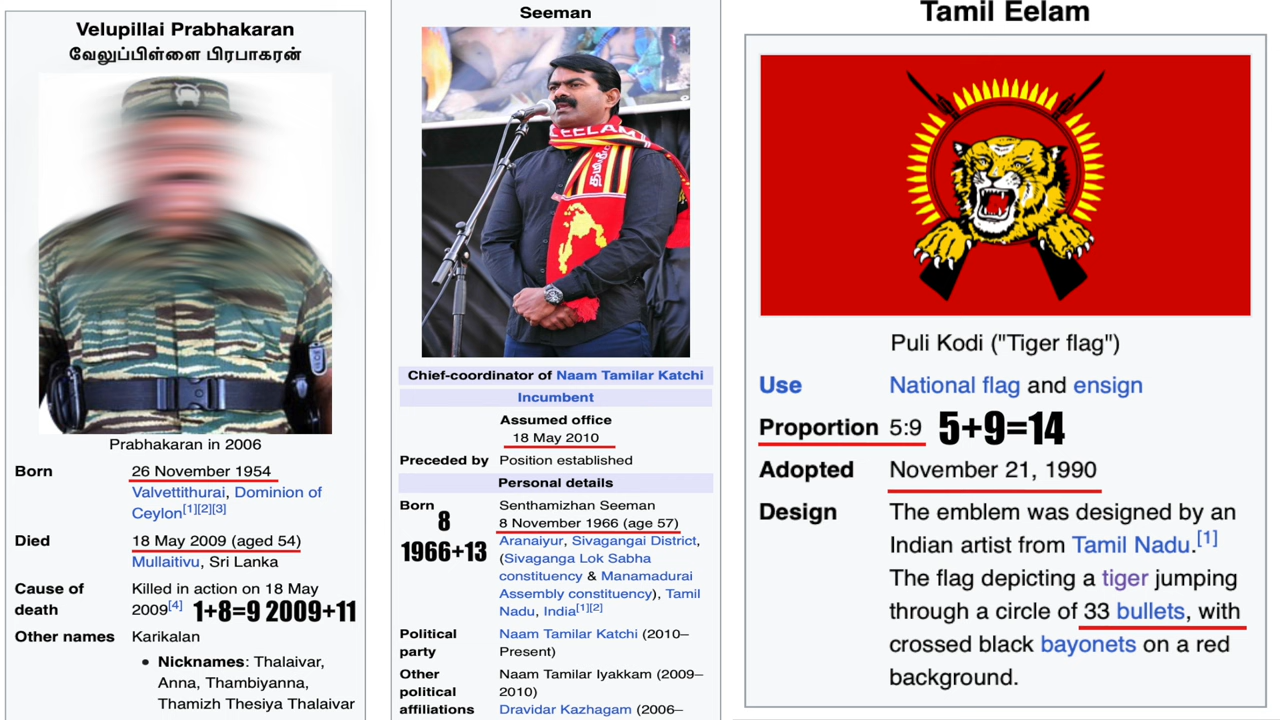 Velupillai Prabhakaran
வேலுப்பிள்ளை பிரபாகரன்
Prabhakaran in 2006
Born 26 November 1954
Valvettithurai, Dominion of
Ceylon[1][2][3]
Died 18 May 2009 (aged 54)
Mullaitivu, Sri Lanka
Cause of Killed in action on 18 May
death 2009[4] 1+8=9 2009+11
Other names Karikalan
• Nicknames: Thalaivar,
Anna, Thambiyanna,
Thamizh Thesiya Thalaivar
Seeman
EELAM
Chief-coordinator of Naam Tamilar Katchi
Incumbent
Assumed office
18 May 2010
Preceded by Position established
Personal details
Born Senthamizhan Seeman
8 8 November 1966 (age 57)
1966+13 Aranaiyur, Sivagangai District,
(Sivaganga Lok Sabha
constituency & Manamadurai
Assembly constituency), Tamil
Nadu, India[1][2]
Political Naam Tamilar Katchi (2010–
party Present)
Other Naam Tamilar Iyakkam (2009–
political 2010)
affiliations Dravidar Kazhagam (2006–
Tamil Eelam
Puli Kodi ("Tiger flag")
Use National flag and ensign
Proportion 5:9 5+9=14
Adopted November 21, 1990
Design The emblem was designed by an
Indian artist from Tamil Nadu.[1]
The flag depicting a tiger jumping
through a circle of 33 bullets, with
crossed black bayonets on a red
background.